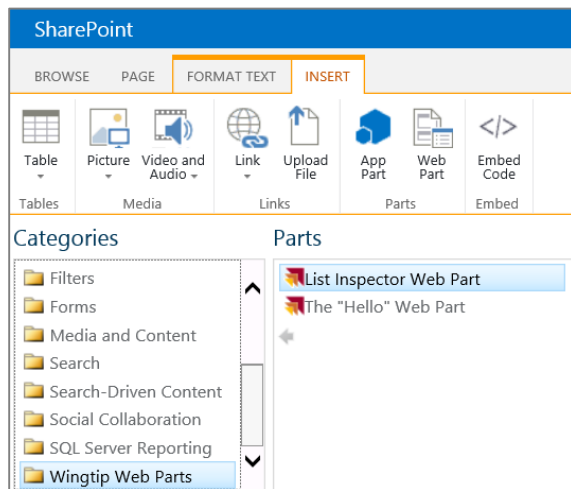 SharePoint
BROWSE PAGE FORMAT TEXT INSERT
Table Picture Video and Audio Link Upload File App Part Web Part Embed Code
Tables Media Links Parts Embed
Categories
Filters
Forms
Media and Content
Search
Search-Driven Content
Social Collaboration
SQL Server Reporting
Wingtip Web Parts
Parts
List Inspector Web Part
The "Hello" Web Part